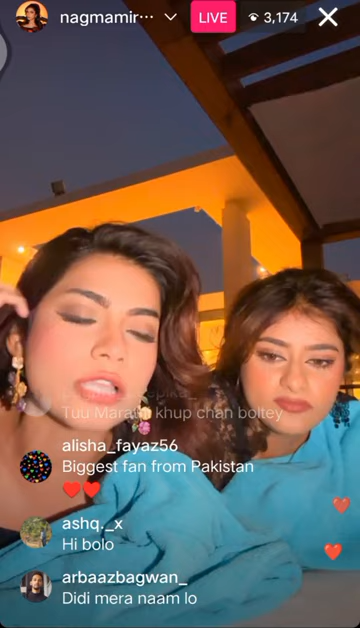 nagmamir...
LIVE
3,174
Tuu Marathi khup chan boltey
alisha_fayaz56
Biggest fan from Pakistan
❤️❤️
ashq._x
Hi bolo
arbaazbagwan_
Didi mera naam lo